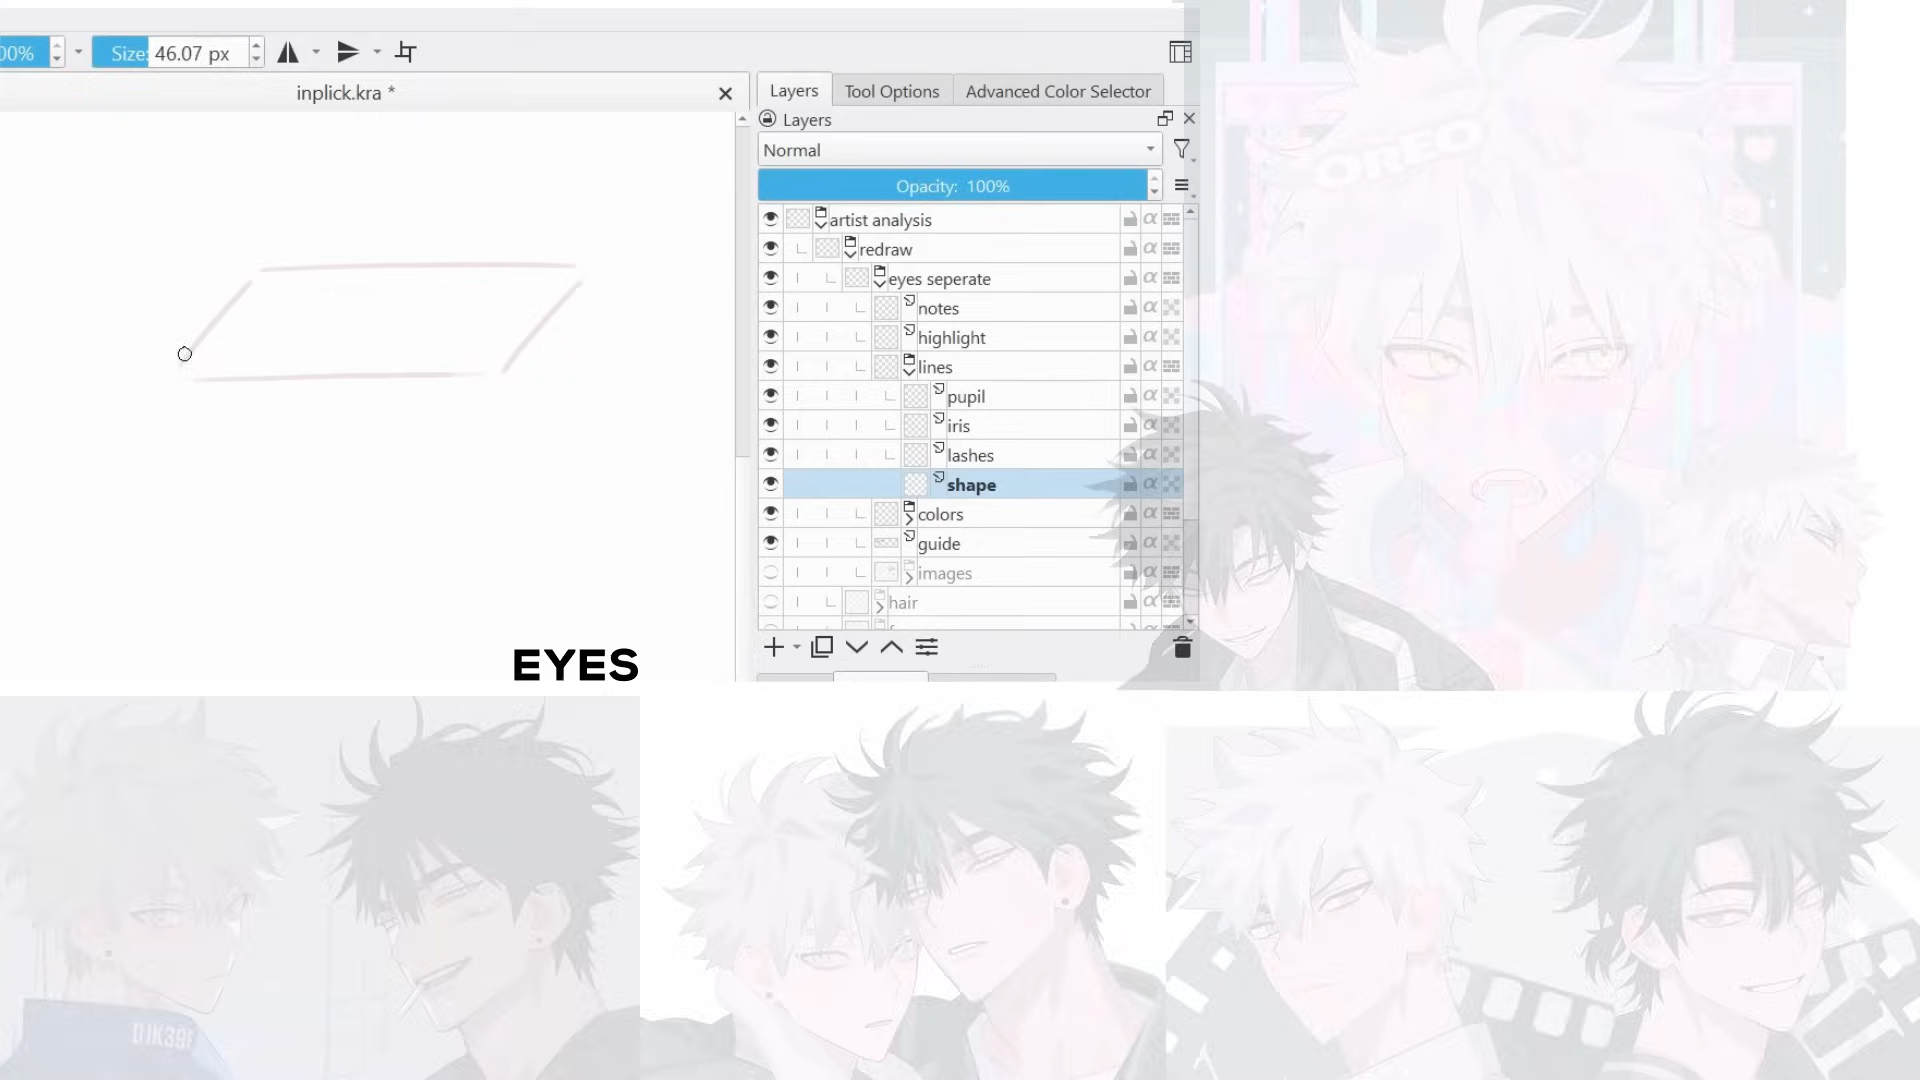 00%
Size: 46.07 px
inplick.kra *
Layers
Tool Options
Advanced Color Selector
Layers
Normal
Opacity: 100%
artist analysis
redraw
eyes seperate
notes
highlight
lines
pupil
iris
lashes
shape
colors
guide
images
hair
EYES
OREO